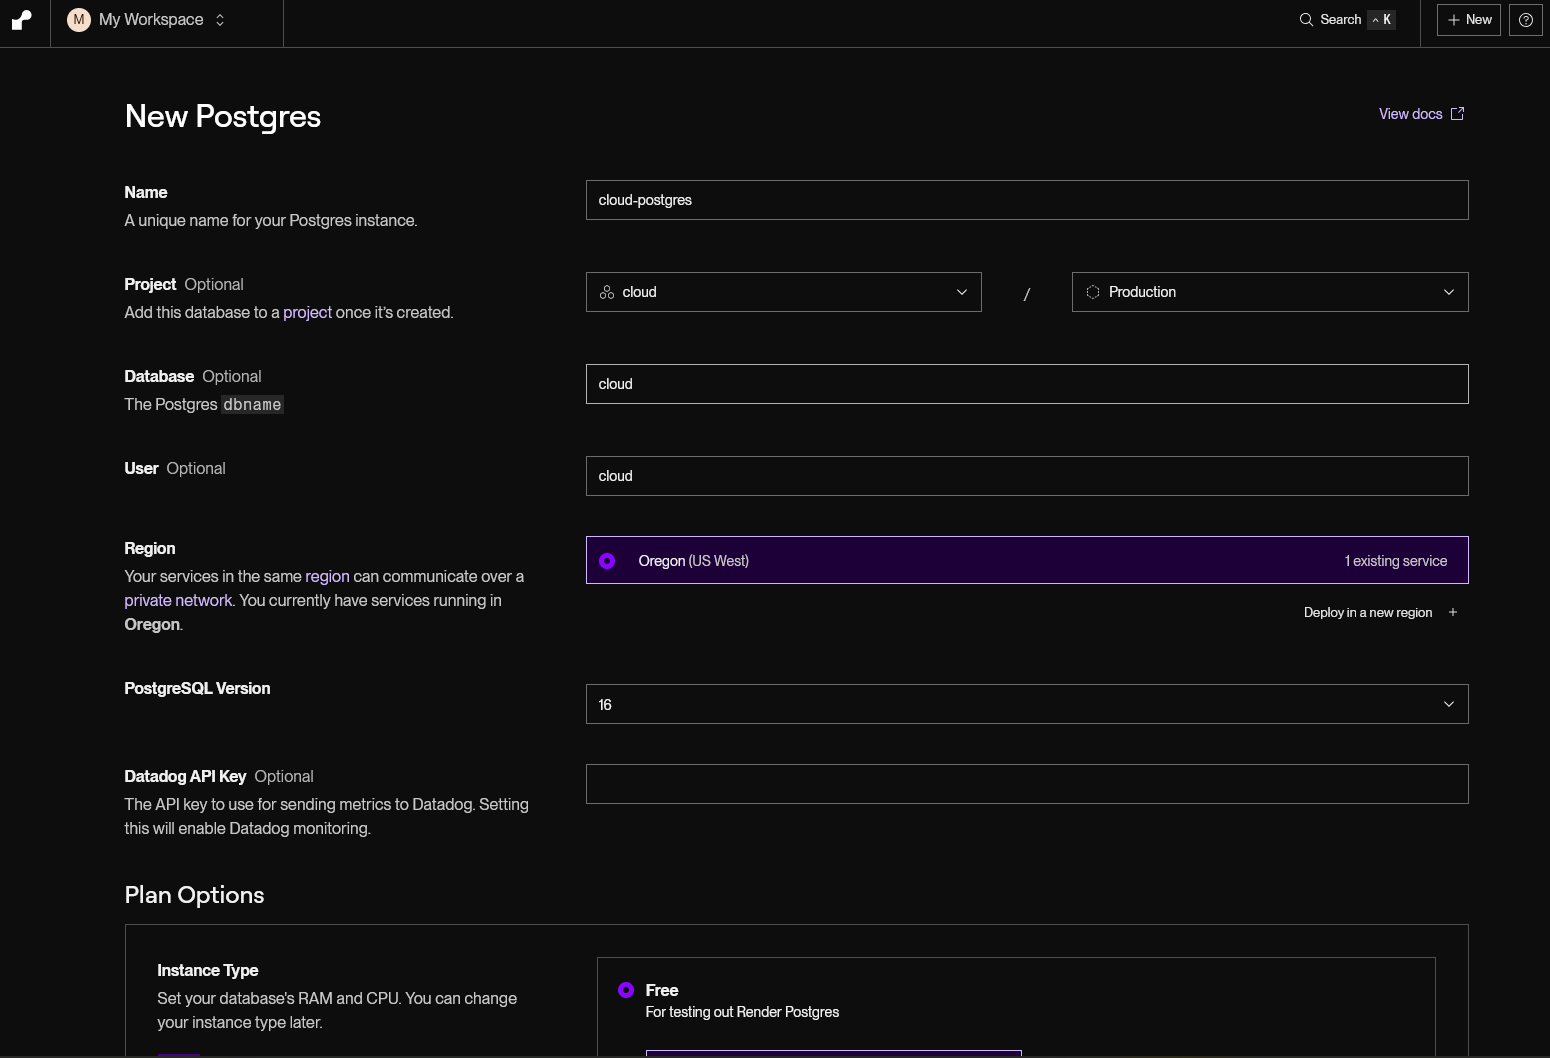 M My Workspace
Search ^ K
+ New
New Postgres
View docs
Name
A unique name for your Postgres instance.
cloud-postgres
Project Optional
Add this database to a project once it's created.
cloud / Production
Database Optional
The Postgres dbname
cloud
User Optional
cloud
Region
Your services in the same region can communicate over a
private network. You currently have services running in
Oregon.
Oregon (US West) 1 existing service
Deploy in a new region +
PostgreSQL Version
16
Datadog API Key Optional
The API key to use for sending metrics to Datadog. Setting
this will enable Datadog monitoring.
Plan Options
Instance Type
Set your database's RAM and CPU. You can change
your instance type later.
Free
For testing out Render Postgres